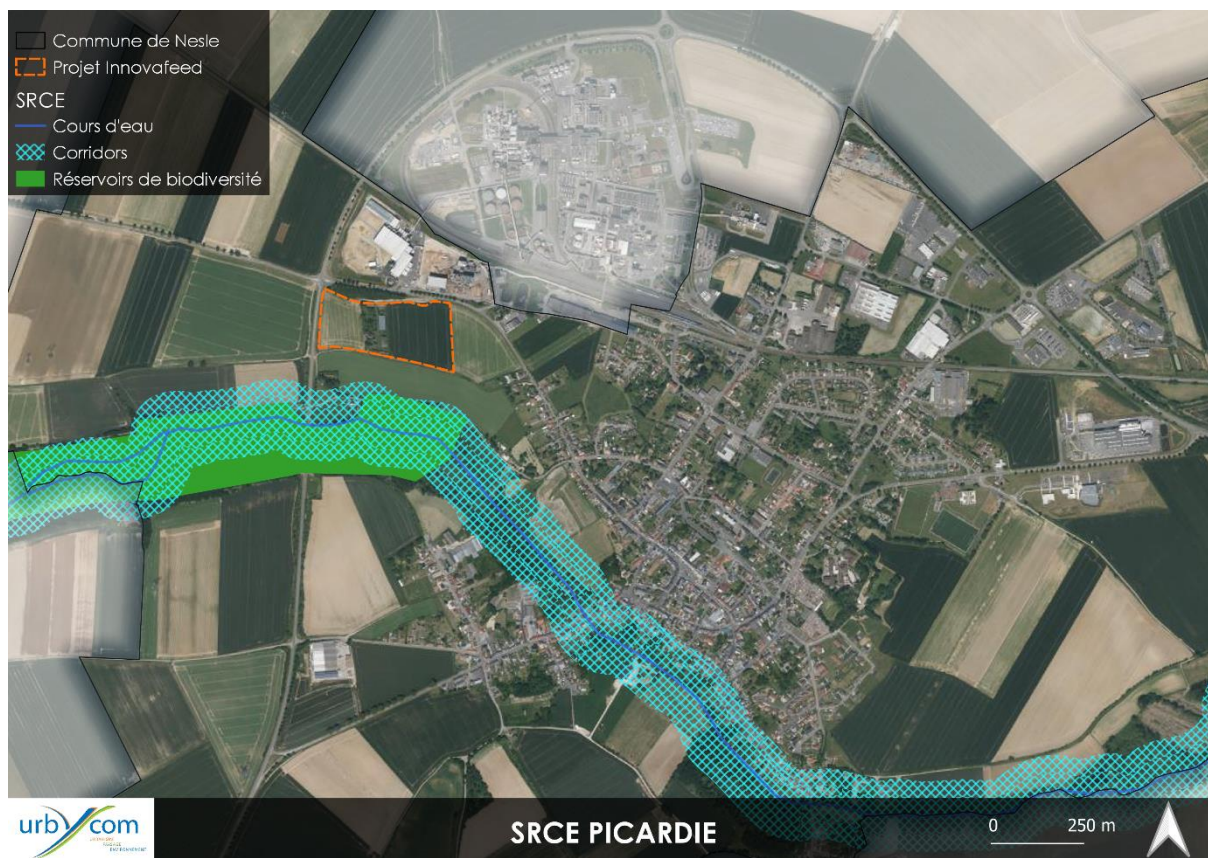 Commune de Nesle
Projet Innovafeed
SRCE
Cours d'eau
Corridors
Réservoirs de biodiversité
urbycom
SRCE PICARDIE
0 250 m